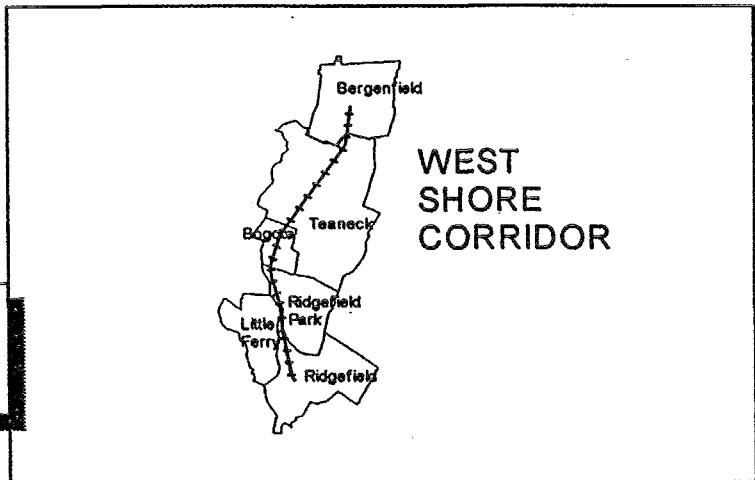 Bergenfield
WEST
SHORE
CORRIDOR
Teaneck
Bogota
Ridgefield
Park
Little
Ferry
Ridgefield